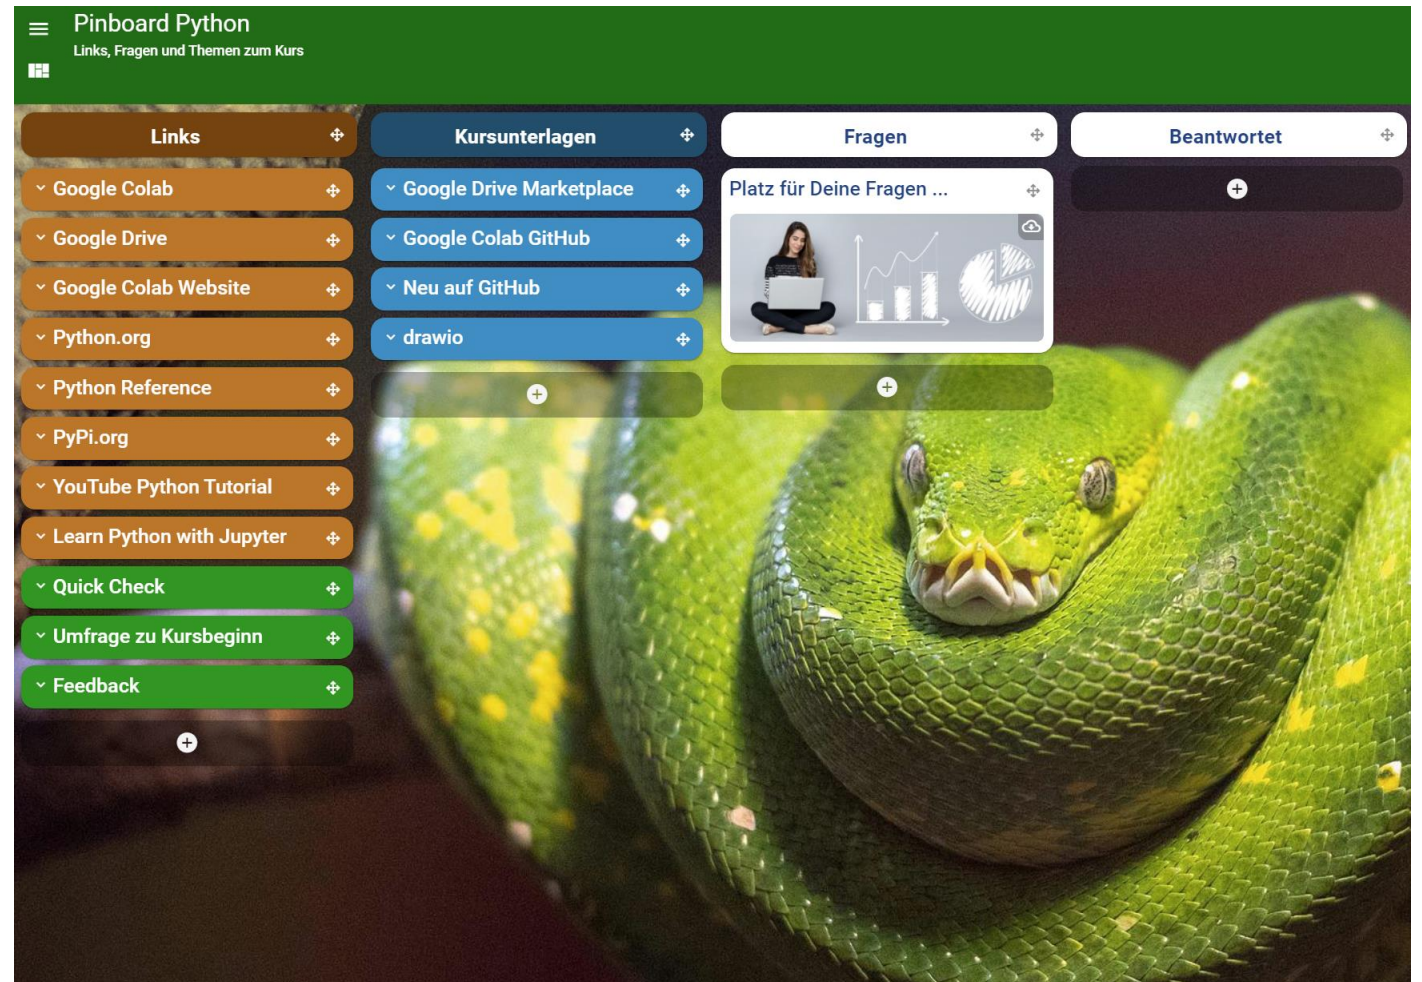 Pinboard Python
Links, Fragen und Themen zum Kurs
Links
Google Colab
Google Drive
Google Colab Website
Python.org
Python Reference
PyPi.org
YouTube Python Tutorial
Learn Python with Jupyter
Quick Check
Umfrage zu Kursbeginn
Feedback
Kursunterlagen
Google Drive Marketplace
Google Colab GitHub
Neu auf GitHub
drawio
Fragen
Platz für Deine Fragen ...
Beantwortet